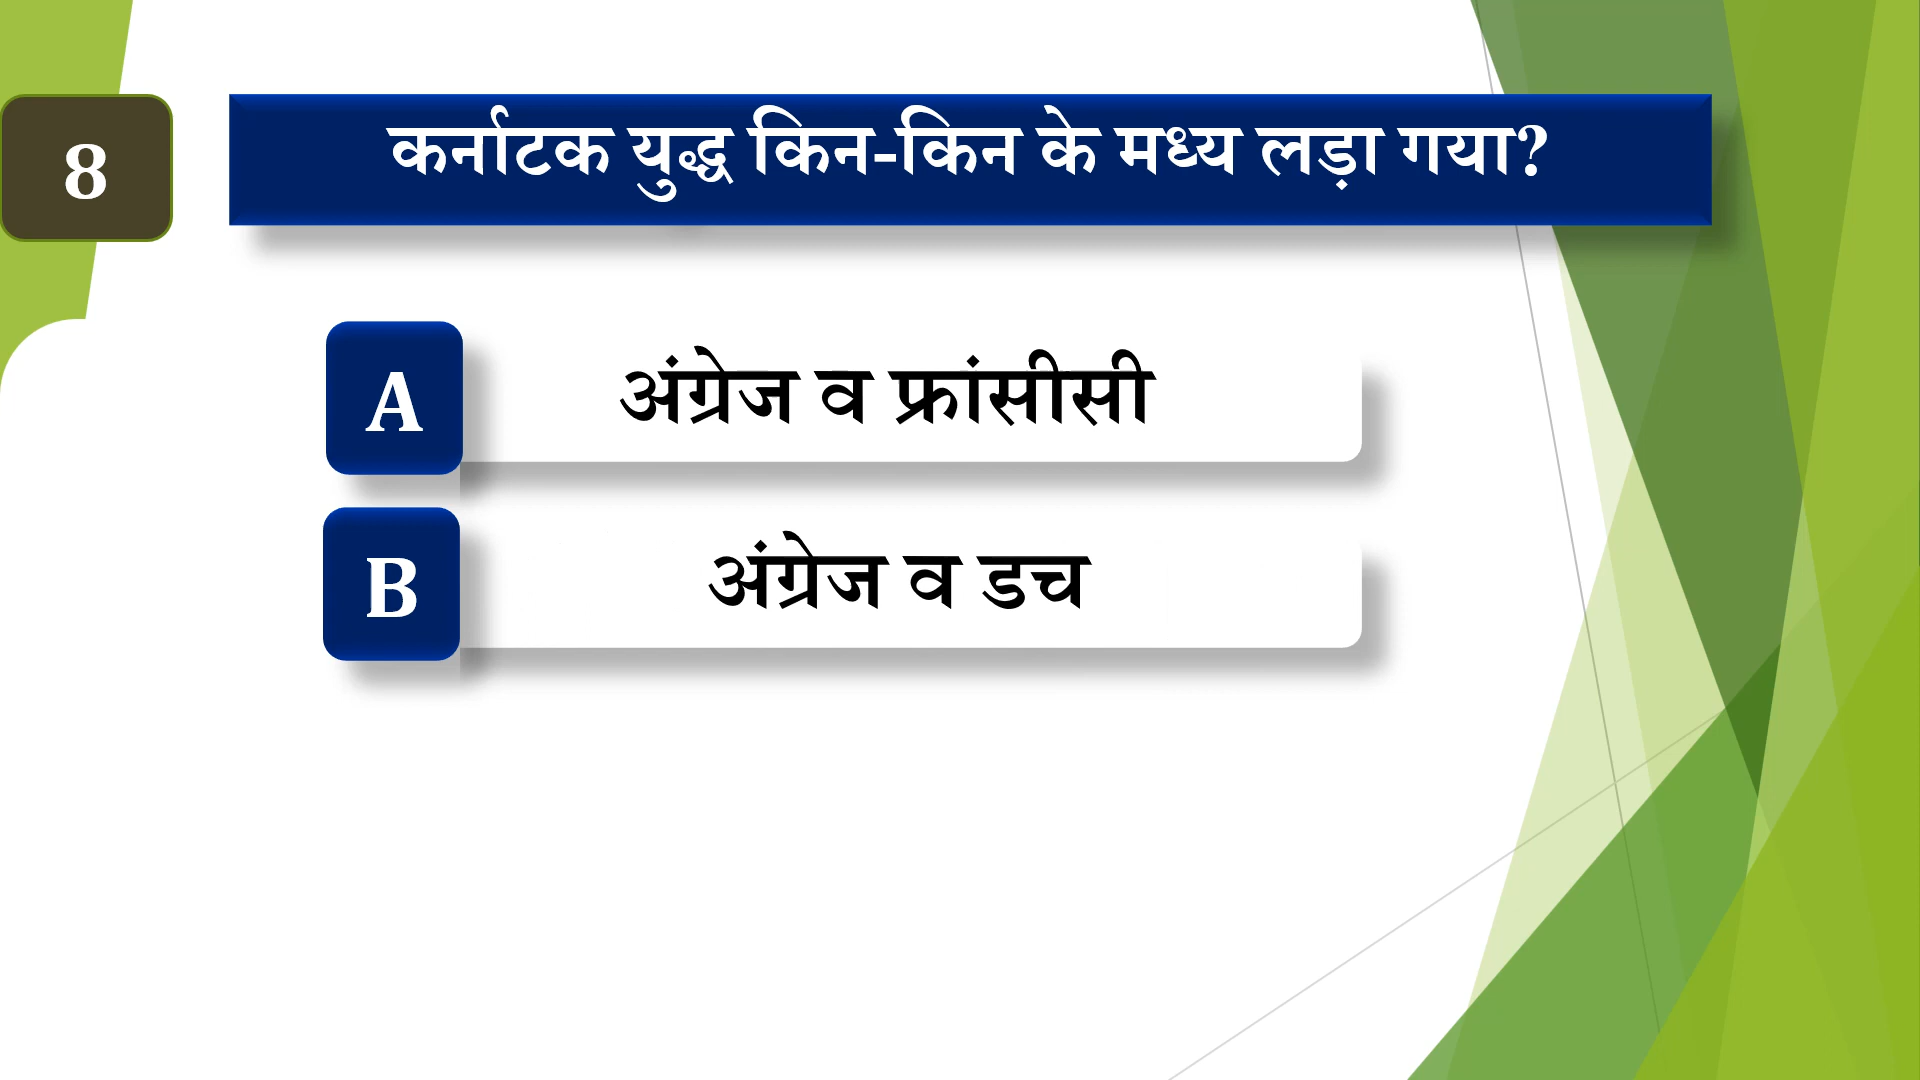 8
कर्नाटक युद्ध किन-किन के मध्य लड़ा गया?
A
अंग्रेज व फ्रांसीसी
B
अंग्रेज व डच